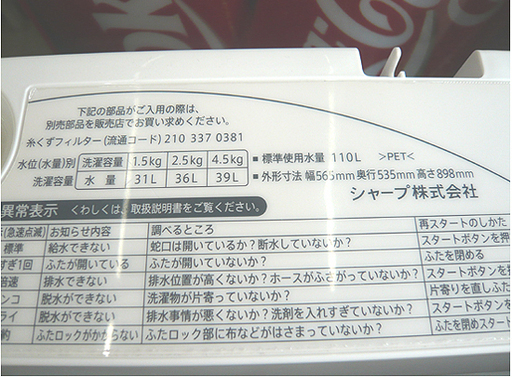 下記の部品がご入用の際は、
別売部品を販売店でお買い求めください。
糸くずフィルター(流通コード) 210 337 0381
水位(水量)別 洗濯容量 1.5kg 2.5kg 4.5kg ■ 標準使用水量 110L >PET<
洗濯容量 水 量 31L 36L 39L ■ 外形寸法 幅565mm 奥行535mm 高さ898mm
シャープ株式会社
異常表示 くわしくは、取扱説明書をご覧ください。
(急速点滅) お知らせ内容 調べるところ 再スタートのしかた
標準 給水できない 蛇口は開いているか？断水していないか？ スタートボタンを押
すぎ1回 ふたが開いている ふたが開いていないか？ ふたを閉める
倍速 排水できない 排水位置が高くないか？ホースがふさがっていないか？ スタートボタンを押
ンコ 脱水ができない 洗濯物が片寄っていないか？ 片寄りを直しふた
ライ 脱水ができない 排水事情が悪くないか？洗剤を入れすぎていないか？ スタートボタンを
約 ふたロックがかからない ふたロック部に布などがはさまっていないか？ ふたを閉めスタート